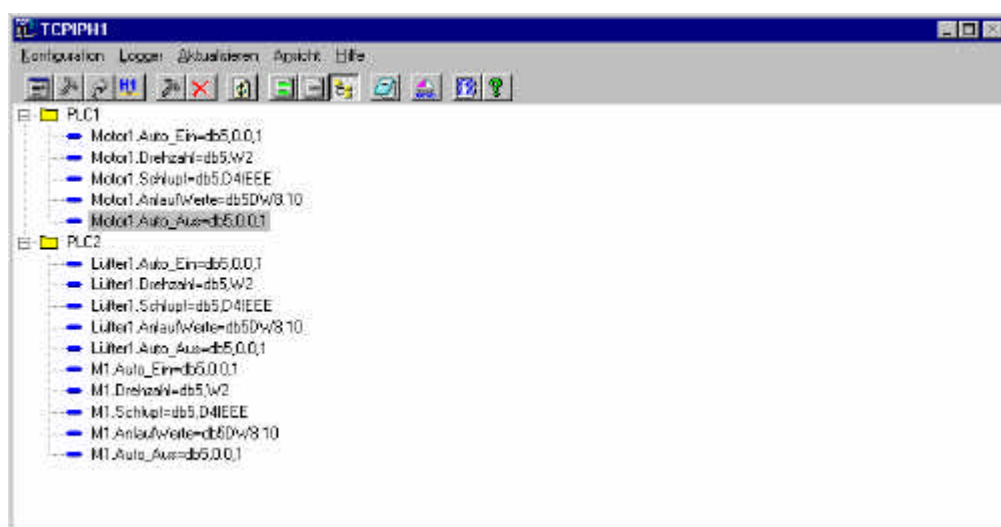 TCPIPH1
Konfiguration Logger Aktualisieren Ansicht Hilfe
H1
PLC1
Motor1.Auto_Ein=db5,0.0,1
Motor1.Drehzahl=db5,W2
Motor1.Schlupf=db5,D4IEEE
Motor1.AnlaufWerte=db5DW8.10
Motor1.Auto_Aus=db5,0.0,1
PLC2
Lüfter1.Auto_Ein=db5,0.0,1
Lüfter1.Drehzahl=db5,W2
Lüfter1.Schlupf=db5,D4IEEE
Lüfter1.AnlaufWerte=db5DW8.10
Lüfter1.Auto_Aus=db5,0.0,1
M1.Auto_Ein=db5,0.0,1
M1.Drehzahl=db5,W2
M1.Schlupf=db5,D4IEEE
M1.AnlaufWerte=db5DW8.10
M1.Auto_Aus=db5,0.0,1